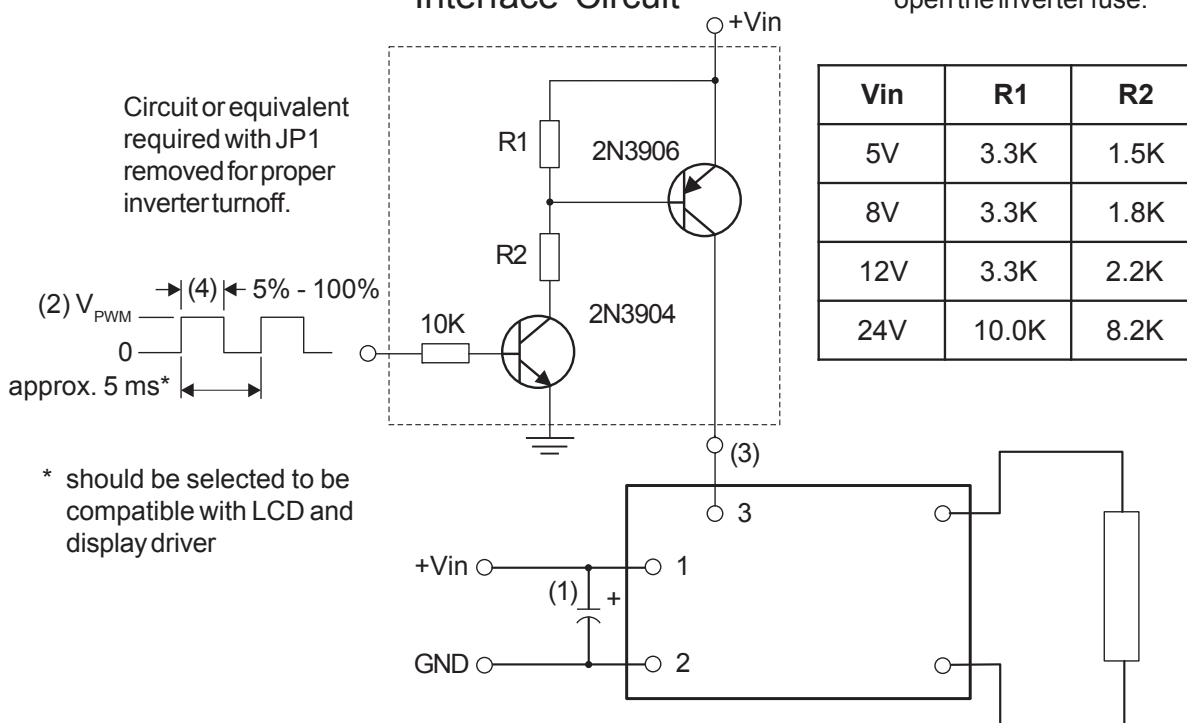 Interface Circuit
open the inverter fuse.
+Vin
Circuit or equivalent
required with JP1
removed for proper
inverter turnoff.
R1
2N3906
R2
2N3904
10K
(2) VPWM
(4)
5% - 100%
0
approx. 5 ms*
* should be selected to be
compatible with LCD and
display driver
Vin R1 R2
5V 3.3K 1.5K
8V 3.3K 1.8K
12V 3.3K 2.2K
24V 10.0K 8.2K
(3)
3
+Vin
1
(1)
+
GND
2